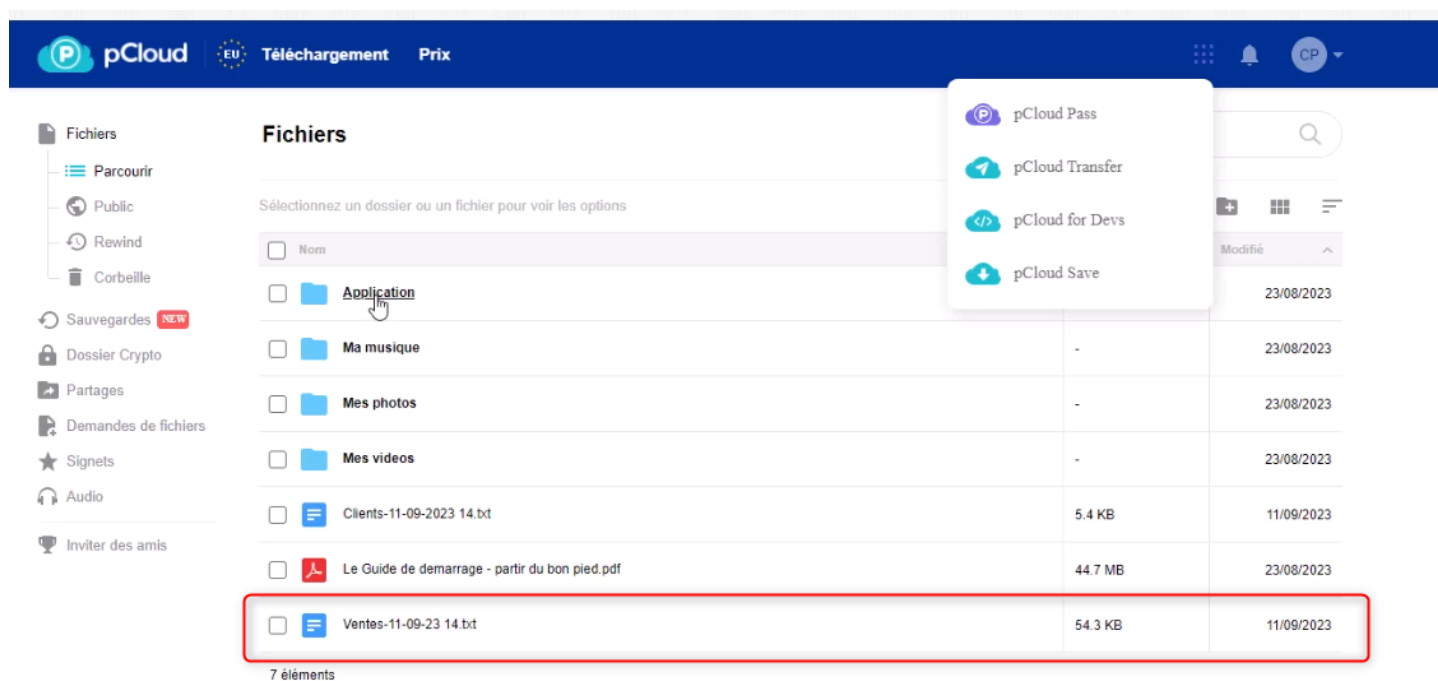 pCloud EU Téléchargement Prix CP
Fichiers
Parcourir
Public
Rewind
Corbeille
Sauvegardes NEW
Dossier Crypto
Partages
Demandes de fichiers
Signets
Audio
Inviter des amis
Fichiers
pCloud Pass
pCloud Transfer
pCloud for Devs
pCloud Save
Sélectionnez un dossier ou un fichier pour voir les options
Nom Modifié
Application 23/08/2023
Ma musique - 23/08/2023
Mes photos - 23/08/2023
Mes videos - 23/08/2023
Clients-11-09-2023 14.txt 5.4 KB 11/09/2023
Le Guide de demarrage - partir du bon pied.pdf 44.7 MB 23/08/2023
Ventes-11-09-23 14.txt 54.3 KB 11/09/2023
7 éléments